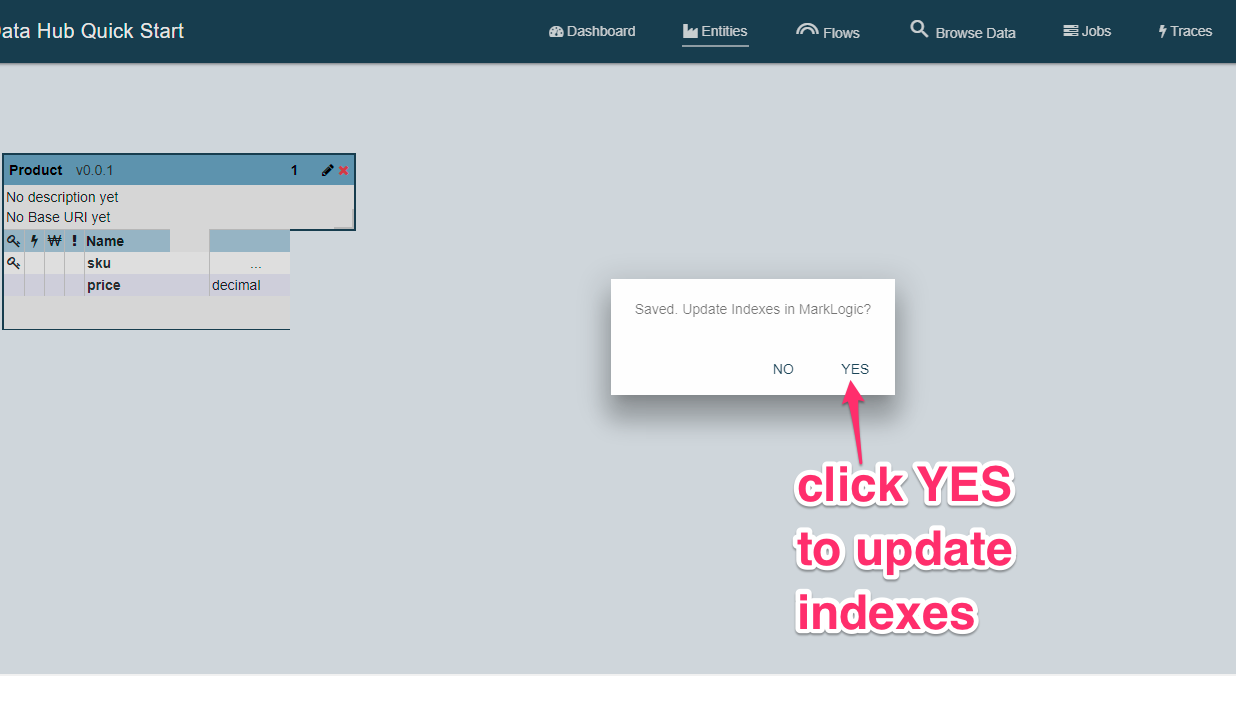 ata Hub Quick Start
Dashboard Entities Flows Browse Data Jobs Traces
Product v0.0.1 1
No description yet
No Base URI yet
! Name
sku ...
price decimal
Saved. Update Indexes in MarkLogic?
NO YES
click YES
to update
indexes